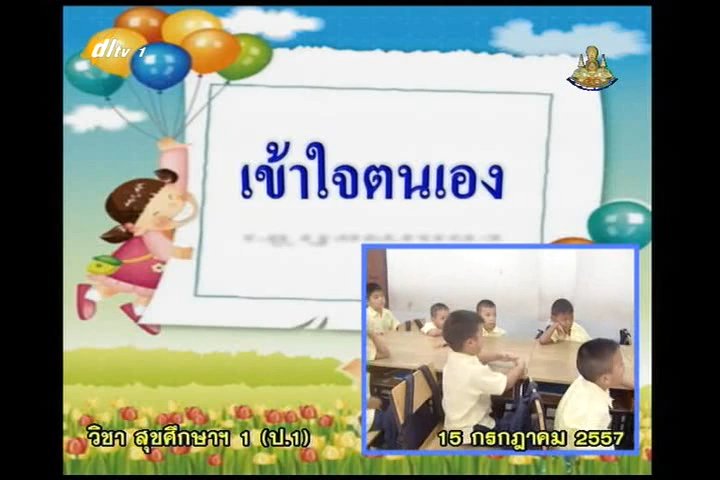 dltv 1
เข้าใจตนเอง
วิชา สุขศึกษาฯ 1 (ป.1)
15 กรกฎาคม 2557